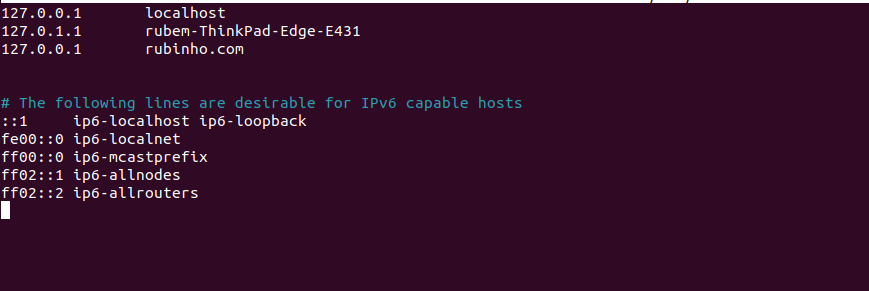 127.0.0.1       localhost
127.0.1.1       rubem-ThinkPad-Edge-E431
127.0.0.1       rubinho.com
# The following lines are desirable for IPv6 capable hosts
::1     ip6-localhost ip6-loopback
fe00::0 ip6-localnet
ff00::0 ip6-mcastprefix
ff02::1 ip6-allnodes
ff02::2 ip6-allrouters